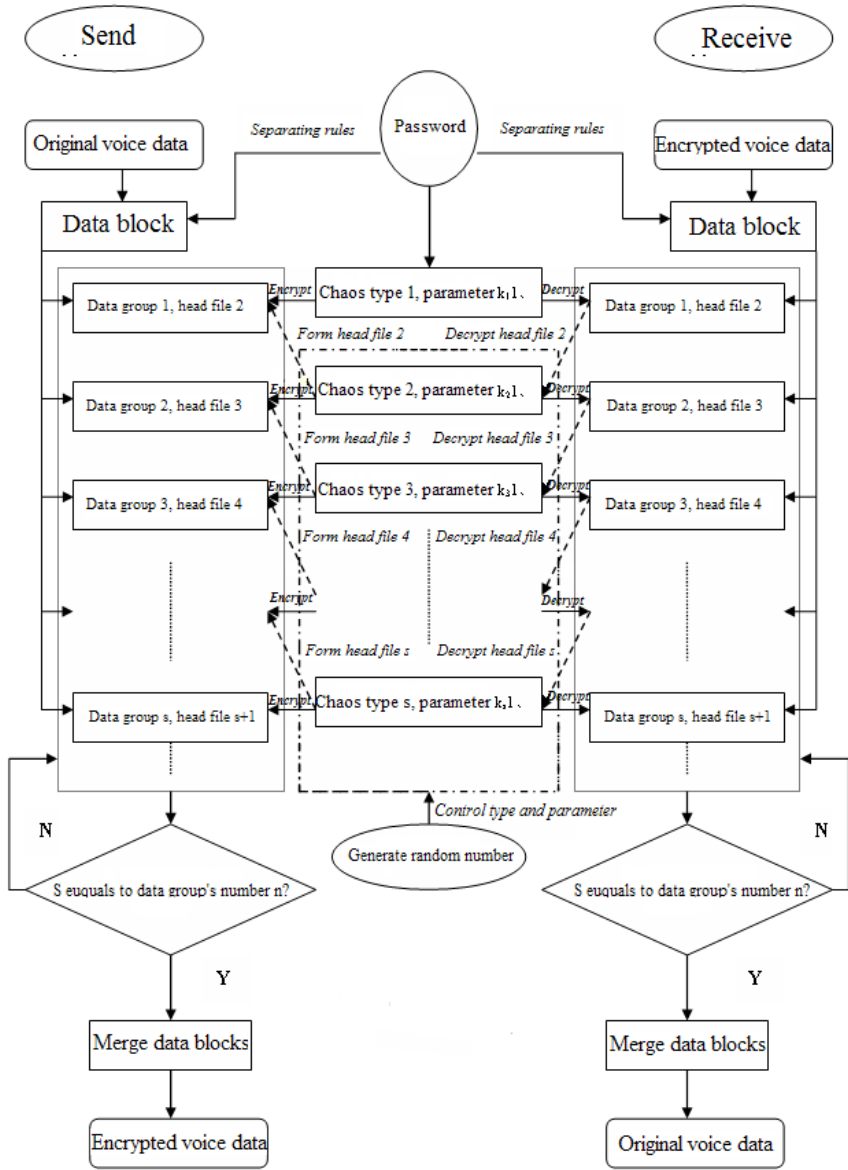 Send
Receive
Original voice data
Separating rules
Password
Separating rules
Encrypted voice data
Data block
Data block
Data group 1, head file 2
Encrypt
Chaos type 1, parameter k₁l、
Decrypt
Data group 1, head file 2
Form head file 2
Decrypt head file 2
Data group 2, head file 3
Encrypt
Chaos type 2, parameter k₂l、
Decrypt
Data group 2, head file 3
Form head file 3
Decrypt head file 3
Data group 3, head file 4
Encrypt
Chaos type 3, parameter k₃l、
Decrypt
Data group 3, head file 4
Form head file 4
Decrypt head file 4
Encrypt
Decrypt
Form head file s
Decrypt head file s
Data group s, head file s+1
Encrypt
Chaos type s, parameter kₛl、
Decrypt
Data group s, head file s+1
Control type and parameter
N
Generate random number
N
S euquals to data group's number n?
S euquals to data group's number n?
Y
Y
Merge data blocks
Merge data blocks
Encrypted voice data
Original voice data